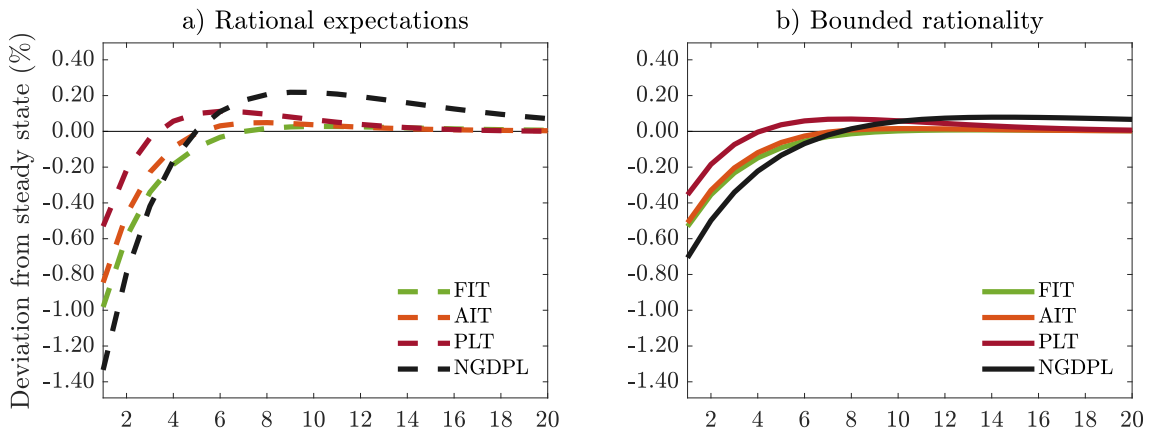 a) Rational expectations
Deviation from steady state (%)
0.40
0.20
0.00
-0.20
-0.40
-0.60
-0.80
-1.00
-1.20
-1.40
FIT
AIT
PLT
NGDPL
2 4 6 8 10 12 14 16 18 20
b) Bounded rationality
0.40
0.20
0.00
-0.20
-0.40
-0.60
-0.80
-1.00
-1.20
-1.40
FIT
AIT
PLT
NGDPL
2 4 6 8 10 12 14 16 18 20